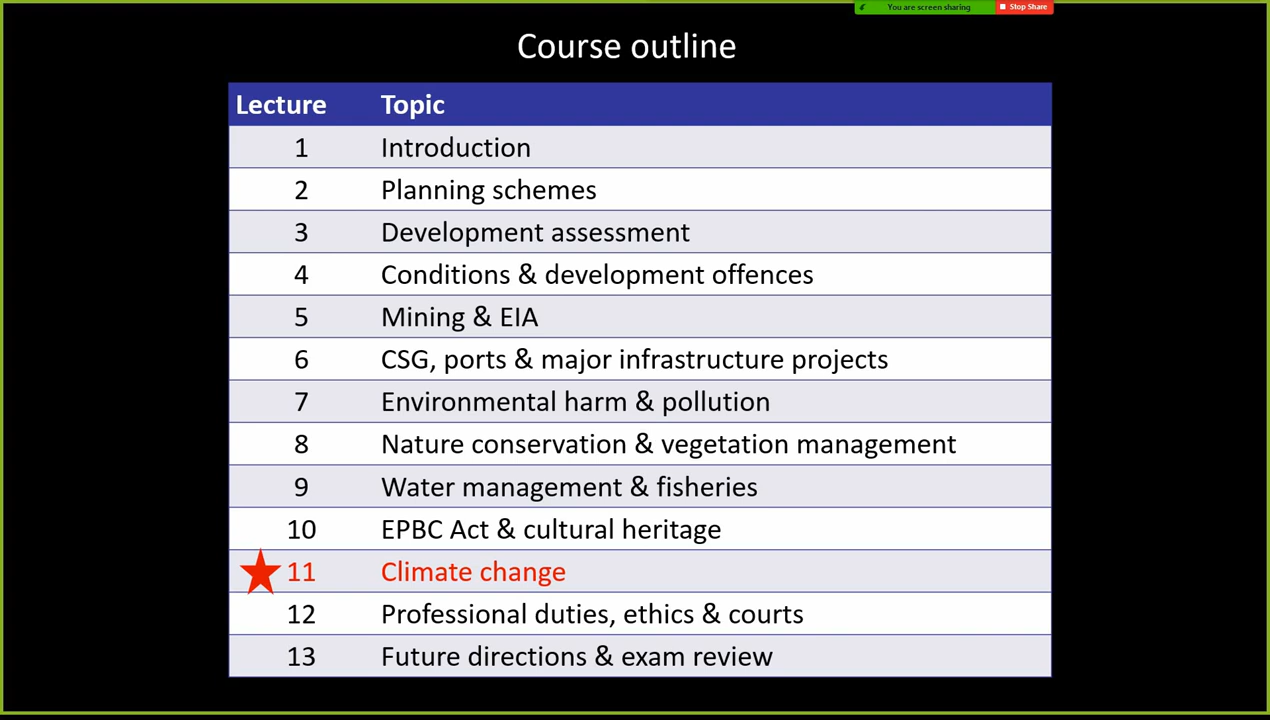 You are screen sharing Stop Share
Course outline
Lecture Topic
1 Introduction
2 Planning schemes
3 Development assessment
4 Conditions & development offences
5 Mining & EIA
6 CSG, ports & major infrastructure projects
7 Environmental harm & pollution
8 Nature conservation & vegetation management
9 Water management & fisheries
10 EPBC Act & cultural heritage
11 Climate change
12 Professional duties, ethics & courts
13 Future directions & exam review